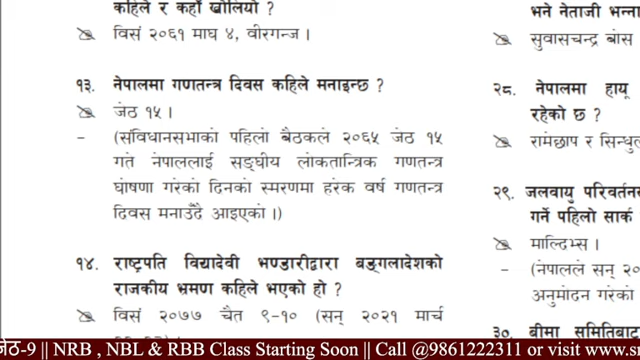 कहिले र कहाँ खोलियो ?
विसं २०६१ माघ ४, वीरगन्ज ।
१३. नेपालमा गणतन्त्र दिवस कहिले मनाइन्छ ?
जेठ १५ ।
- (संविधानसभाको पहिलो बैठकले २०६५ जेठ १५
गते नेपाललाई सङ्घीय लोकतान्त्रिक गणतन्त्र
घोषणा गरेको दिनको स्मरणमा हरेक वर्ष गणतन्त्र
दिवस मनाउँदै आइएको ।)
१४. राष्ट्रपति विद्यादेवी भण्डारीद्वारा बङ्गलादेशको
राजकीय भ्रमण कहिले भएको हो ?
विसं २०७७ चैत ९-१० (सन् २०२१ मार्च
भने नेताजी भन्ना
सुवासचन्द्र बोस
२८. नेपालमा हायू
रहेको छ ?
रामेछाप र सिन्धुल
२९. जलवायु परिवर्तनस
गर्ने पहिलो सार्क
माल्दिभ्स ।
- (नेपालले सन् २०
अनुमोदन गरेको
३०. बीमा समितिबाट
जेठ-9 || NRB , NBL & RBB Class Starting Soon || Call @9861222311 or visit www.s